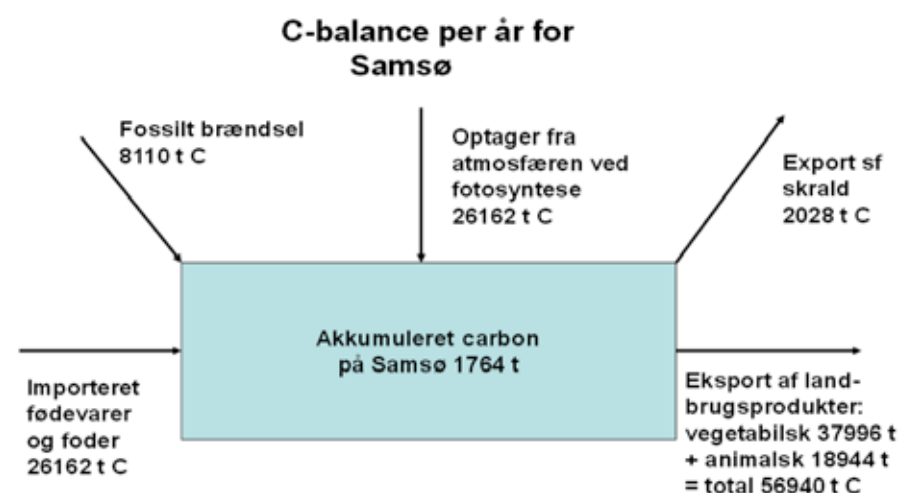 C-balance per år for
Samsø
Fossilt brændsel
8110 t C
Optager fra
atmosfæren ved
fotosyntese
26162 t C
Export sf
skrald
2028 t C
Akkumuleret carbon
på Samsø 1764 t
Importeret
fødevarer
og foder
26162 t C
Eksport af land-
brugsprodukter:
vegetabilsk 37996 t
+ animalsk 18944 t
= total 56940 t C